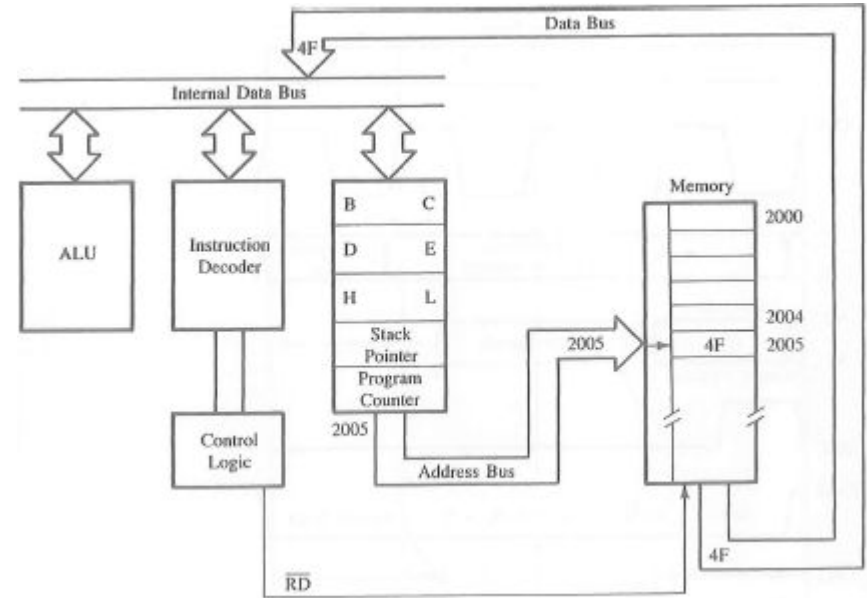 Data Bus
4F
Internal Data Bus
ALU
Instruction
Decoder
B C
D E
H L
Stack
Pointer
Program
Counter
2005
Control
Logic
Address Bus
2005
Memory
2000
2004
4F 2005
4F
RD